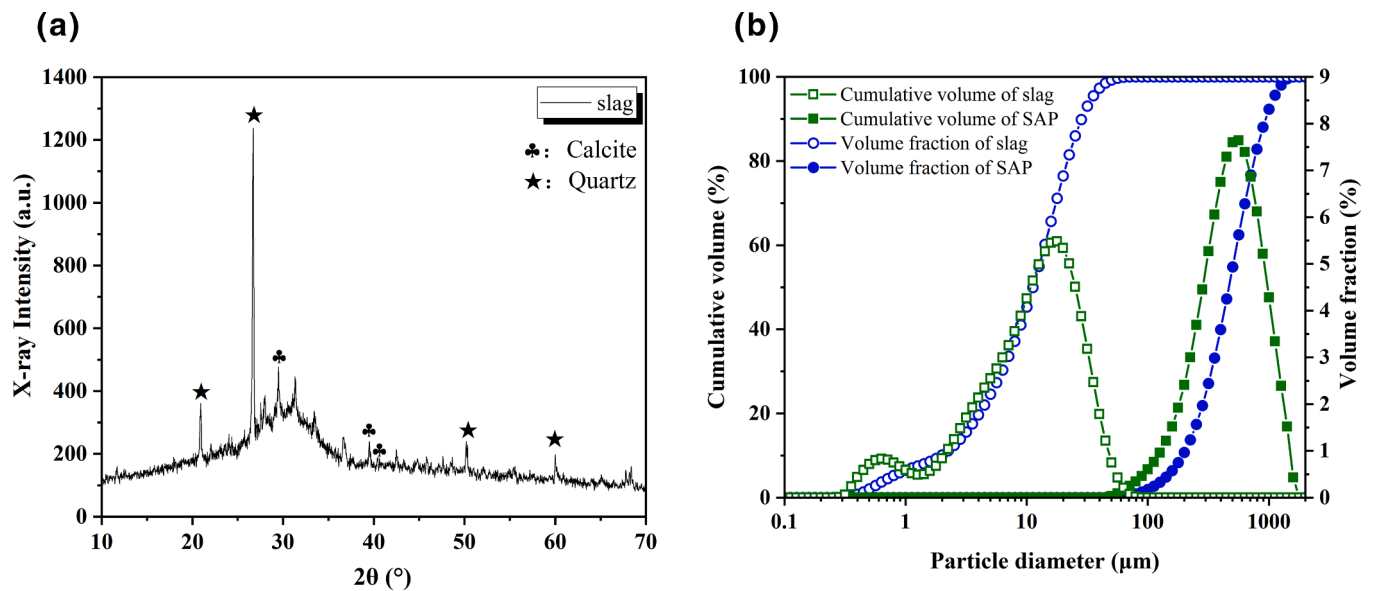 (a)
1400
1200
1000
800
600
400
200
0
X-ray Intensity (a.u.)
slag
♣: Calcite
★: Quartz
10 20 30 40 50 60 70
2θ (°)
(b)
100
80
60
40
20
0
Cumulative volume (%)
Cumulative volume of slag
Cumulative volume of SAP
Volume fraction of slag
Volume fraction of SAP
9
8
7
6
5
4
3
2
1
0
Volume fraction (%)
0.1 1 10 100 1000
Particle diameter (μm)